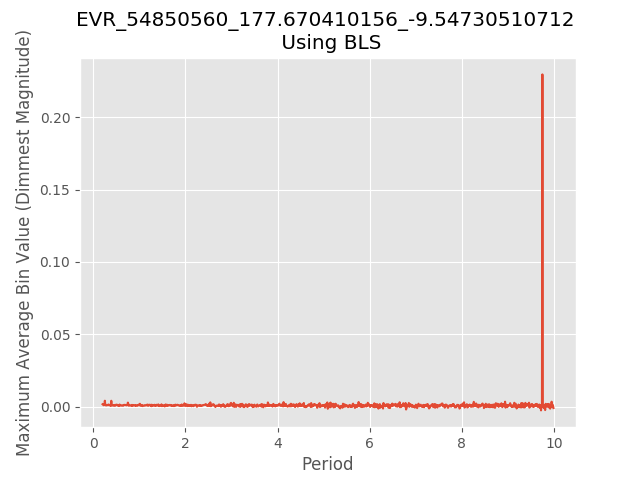 EVR_54850560_177.670410156_-9.54730510712
Using BLS
Maximum Average Bin Value (Dimmest Magnitude)
0.20
0.15
0.10
0.05
0.00
0
2
4
6
8
10
Period